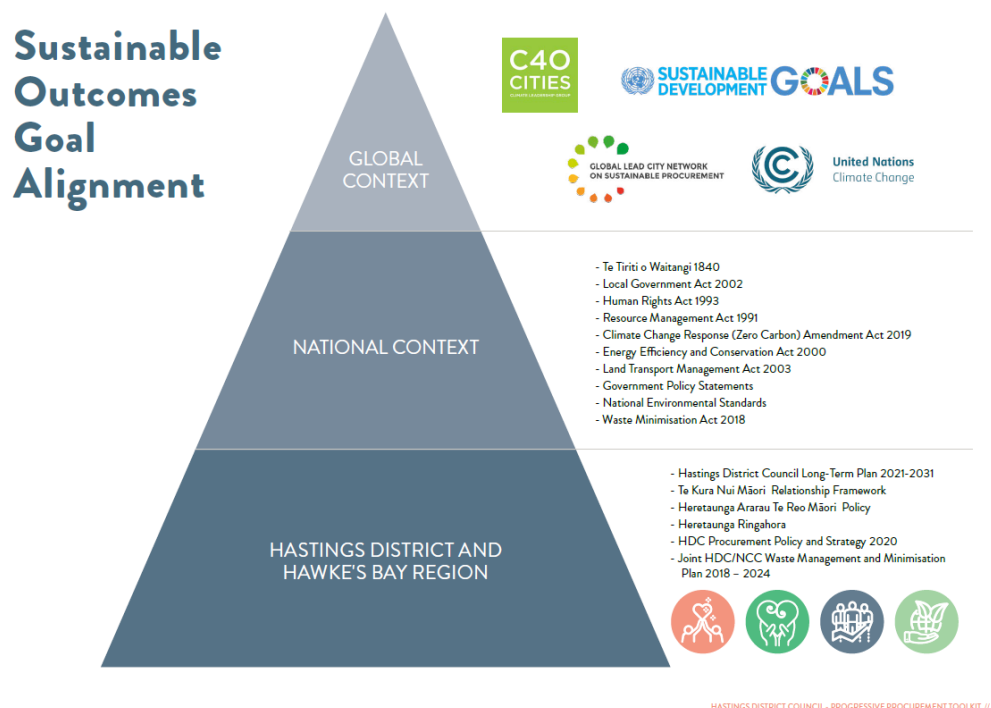 Sustainable
Outcomes
Goal
Alignment
C40
CITIES
CLIMATE LEADERSHIP GROUP
SUSTAINABLE
DEVELOPMENT
GOALS
GLOBAL LEAD CITY NETWORK
ON SUSTAINABLE PROCUREMENT
United Nations
Climate Change
GLOBAL
CONTEXT
- Te Tiriti o Waitangi 1840
- Local Government Act 2002
- Human Rights Act 1993
- Resource Management Act 1991
- Climate Change Response (Zero Carbon) Amendment Act 2019
- Energy Efficiency and Conservation Act 2000
- Land Transport Management Act 2003
- Government Policy Statements
- National Environmental Standards
- Waste Minimisation Act 2018
NATIONAL CONTEXT
- Hastings District Council Long-Term Plan 2021-2031
- Te Kura Nui Māori  Relationship Framework
- Heretaunga Ararau Te Reo Māori  Policy
- Heretaunga Ringahora
- HDC Procurement Policy and Strategy 2020
- Joint HDC/NCC Waste Management and Minimisation
Plan 2018 – 2024
HASTINGS DISTRICT AND
HAWKE'S BAY REGION
HASTINGS DISTRICT COUNCIL - PROGRESSIVE PROCUREMENT TOOLKIT //